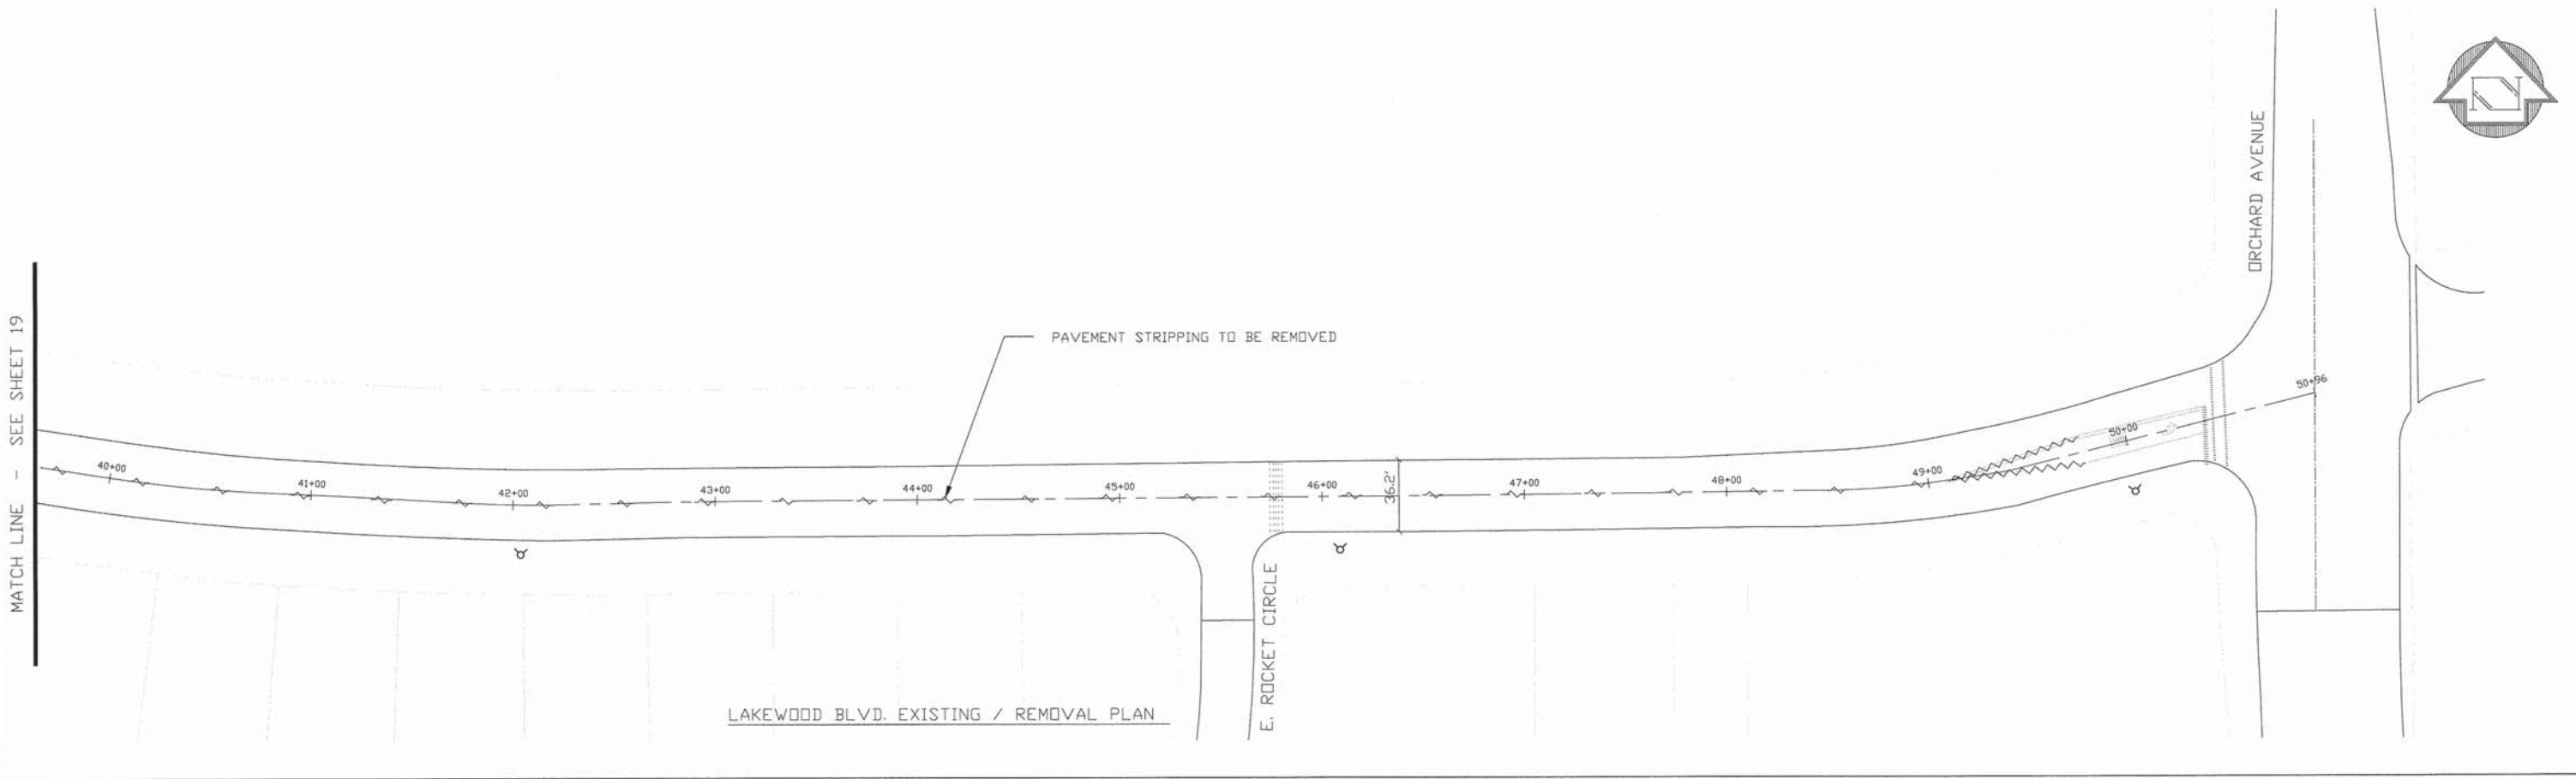 MATCH LINE - SEE SHEET 19
40+00
41+00
42+00
43+00
44+00
45+00
46+00
47+00
48+00
49+00
50+00
50+96
PAVEMENT STRIPPING TO BE REMOVED
36.2'
E. ROCKET CIRCLE
ORCHARD AVENUE
N
LAKEWOOD BLVD. EXISTING / REMOVAL PLAN